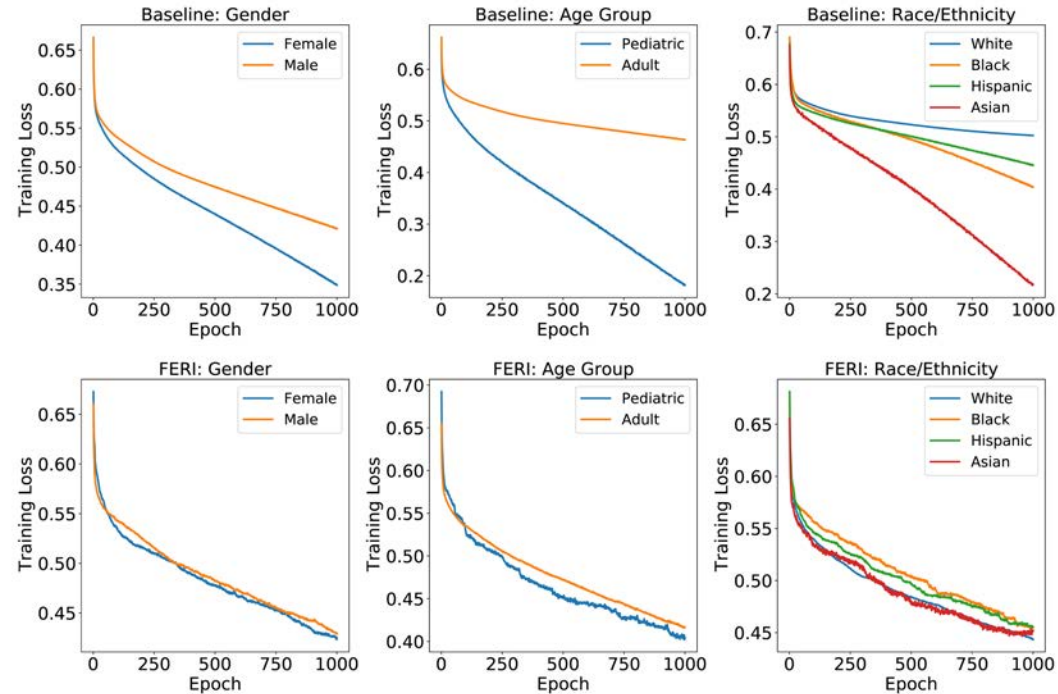 Baseline: Gender
Female
Male
Training Loss
0.65
0.60
0.55
0.50
0.45
0.40
0.35
0 250 500 750 1000
Epoch
Baseline: Age Group
Pediatric
Adult
Training Loss
0.6
0.5
0.4
0.3
0.2
0 250 500 750 1000
Epoch
Baseline: Race/Ethnicity
White
Black
Hispanic
Asian
Training Loss
0.7
0.6
0.5
0.4
0.3
0.2
0 250 500 750 1000
Epoch
FERI: Gender
Female
Male
Training Loss
0.65
0.60
0.55
0.50
0.45
0 250 500 750 1000
Epoch
FERI: Age Group
Pediatric
Adult
Training Loss
0.70
0.65
0.60
0.55
0.50
0.45
0.40
0 250 500 750 1000
Epoch
FERI: Race/Ethnicity
White
Black
Hispanic
Asian
Training Loss
0.65
0.60
0.55
0.50
0.45
0 250 500 750 1000
Epoch